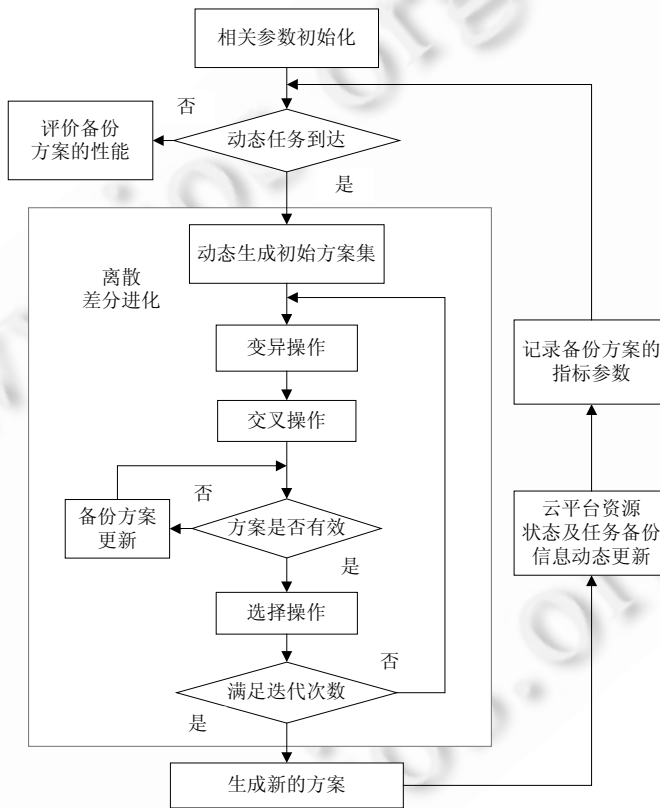 相关参数初始化
否
评价备份
方案的性能
动态任务到达
是
动态生成初始方案集
离散
差分进化
变异操作
记录备份方案的
指标参数
交叉操作
否
备份方案
更新
方案是否有效
云平台资源
状态及任务备份
信息动态更新
是
选择操作
否
满足迭代次数
是
生成新的方案